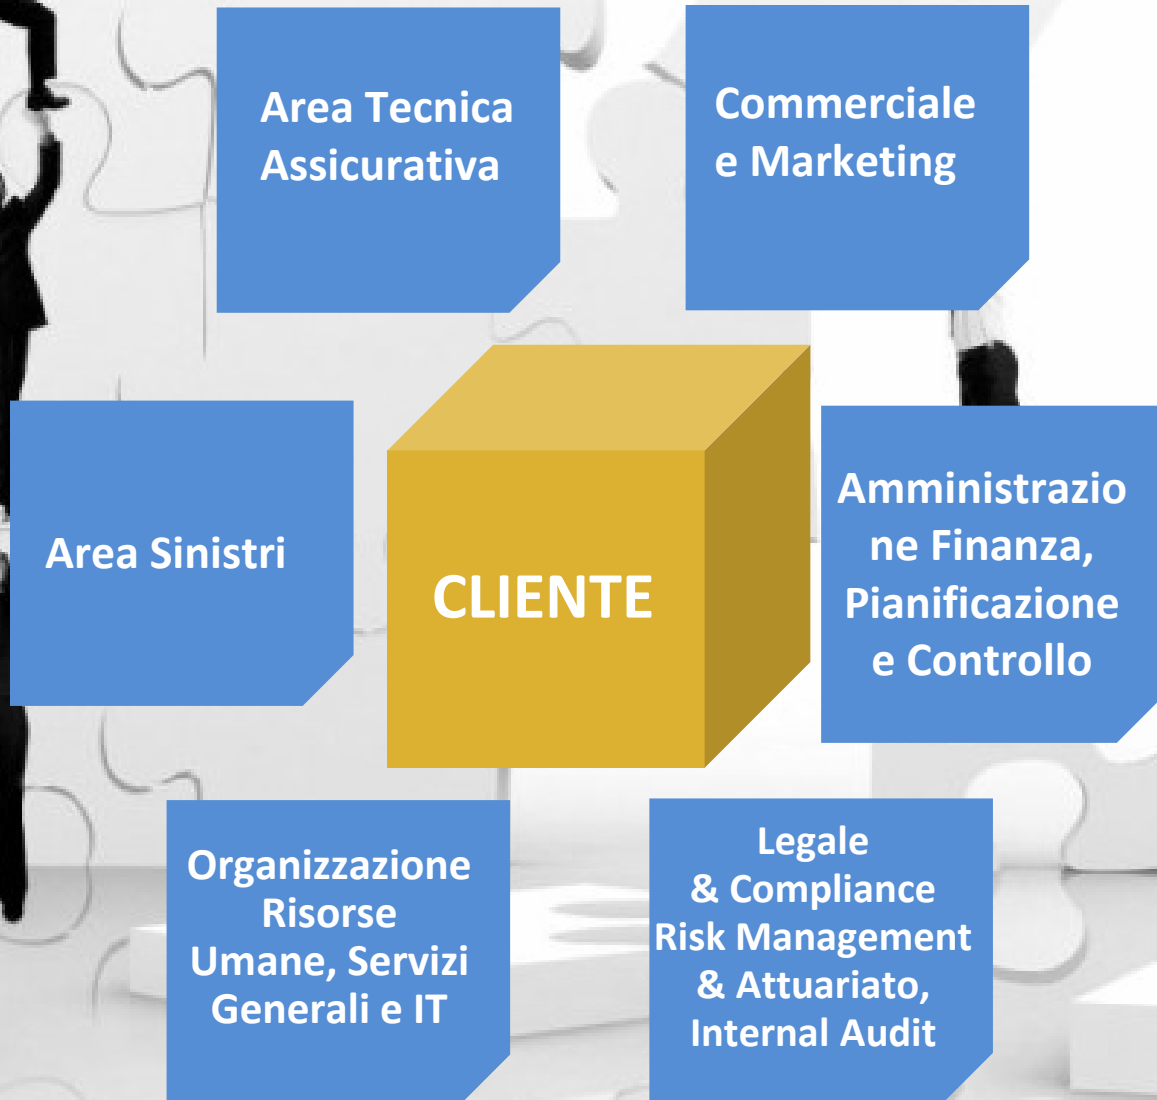 Area Tecnica
Assicurativa
Commerciale
e Marketing
Area Sinistri
CLIENTE
Amministrazio
ne Finanza,
Pianificazione
e Controllo
Organizzazione
Risorse
Umane, Servizi
Generali e IT
Legale
& Compliance
Risk Management
& Attuariato,
Internal Audit